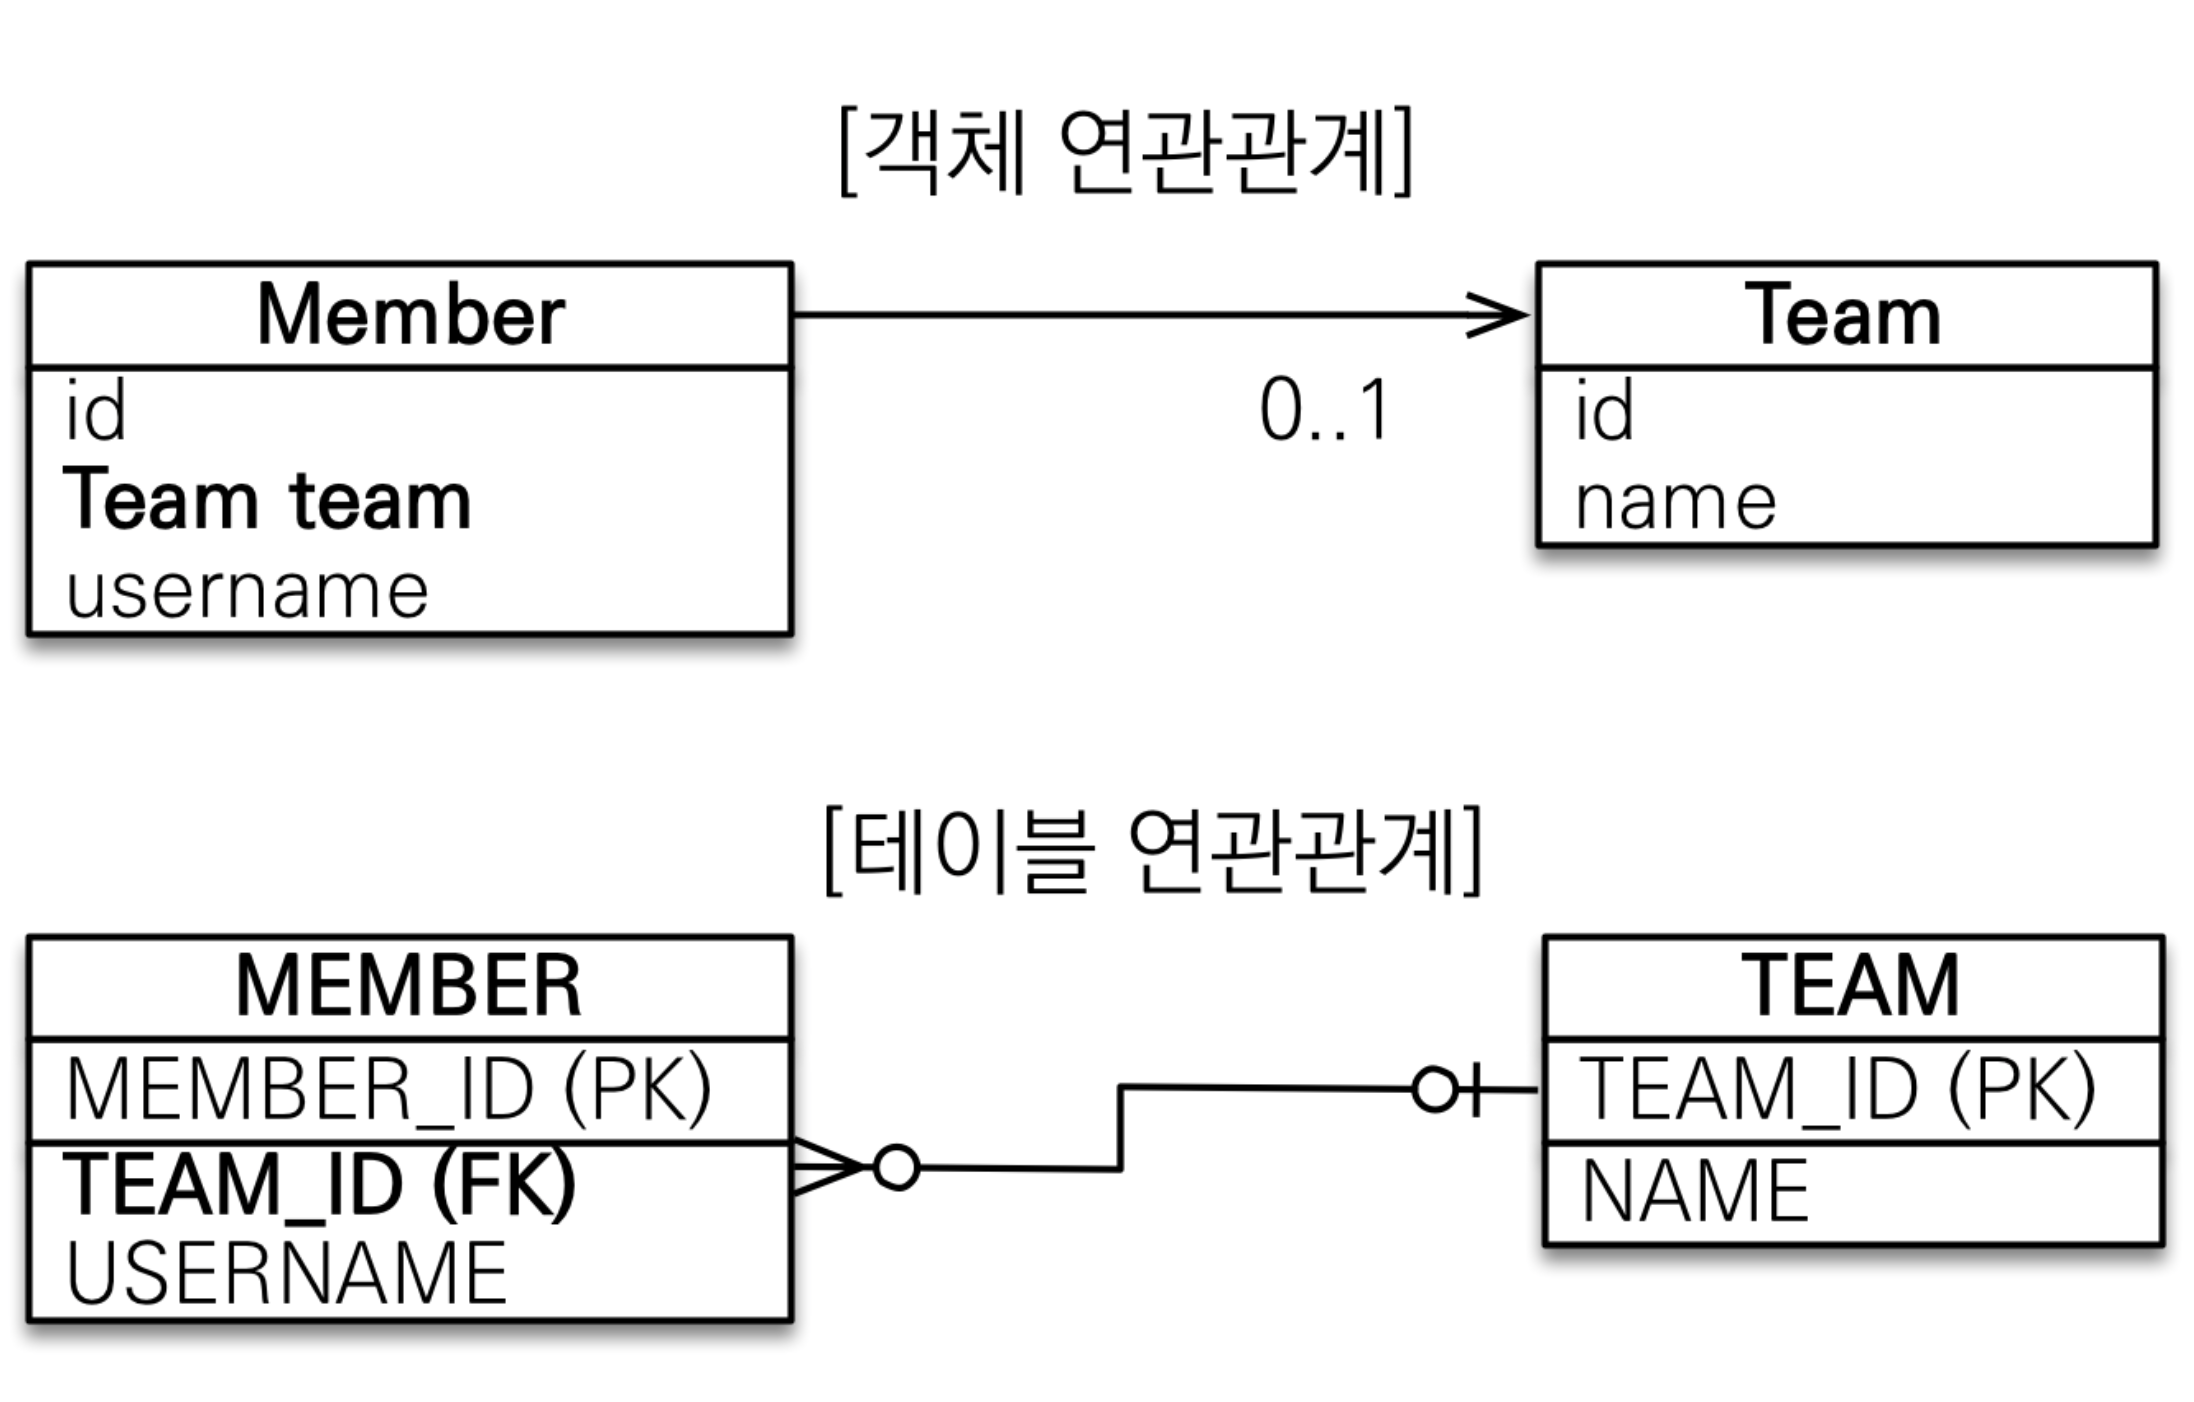 [객체 연관관계]
Member
id
Team team
username
0..1
Team
id
name
[테이블 연관관계]
MEMBER
MEMBER_ID (PK)
TEAM_ID (FK)
USERNAME
TEAM
TEAM_ID (PK)
NAME